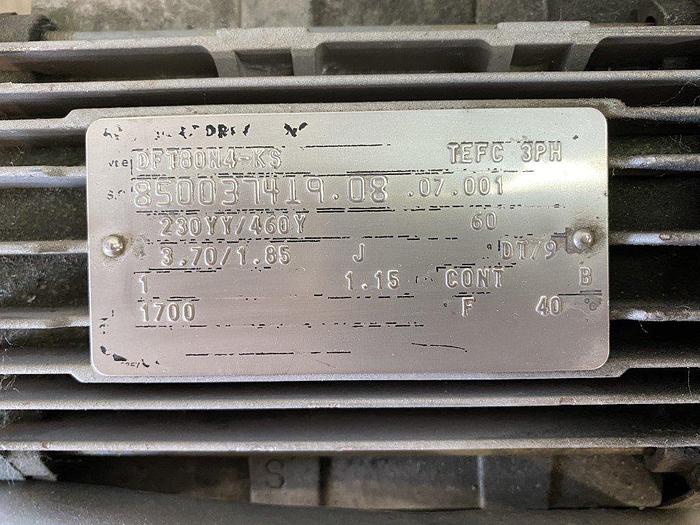 DFT80N4-KS TEFC 3PH
850037419.08 .07.001
230YY/460Y 60
3.70/1.85 J DT79
1 1.15 CONT B
1700 F 40
S